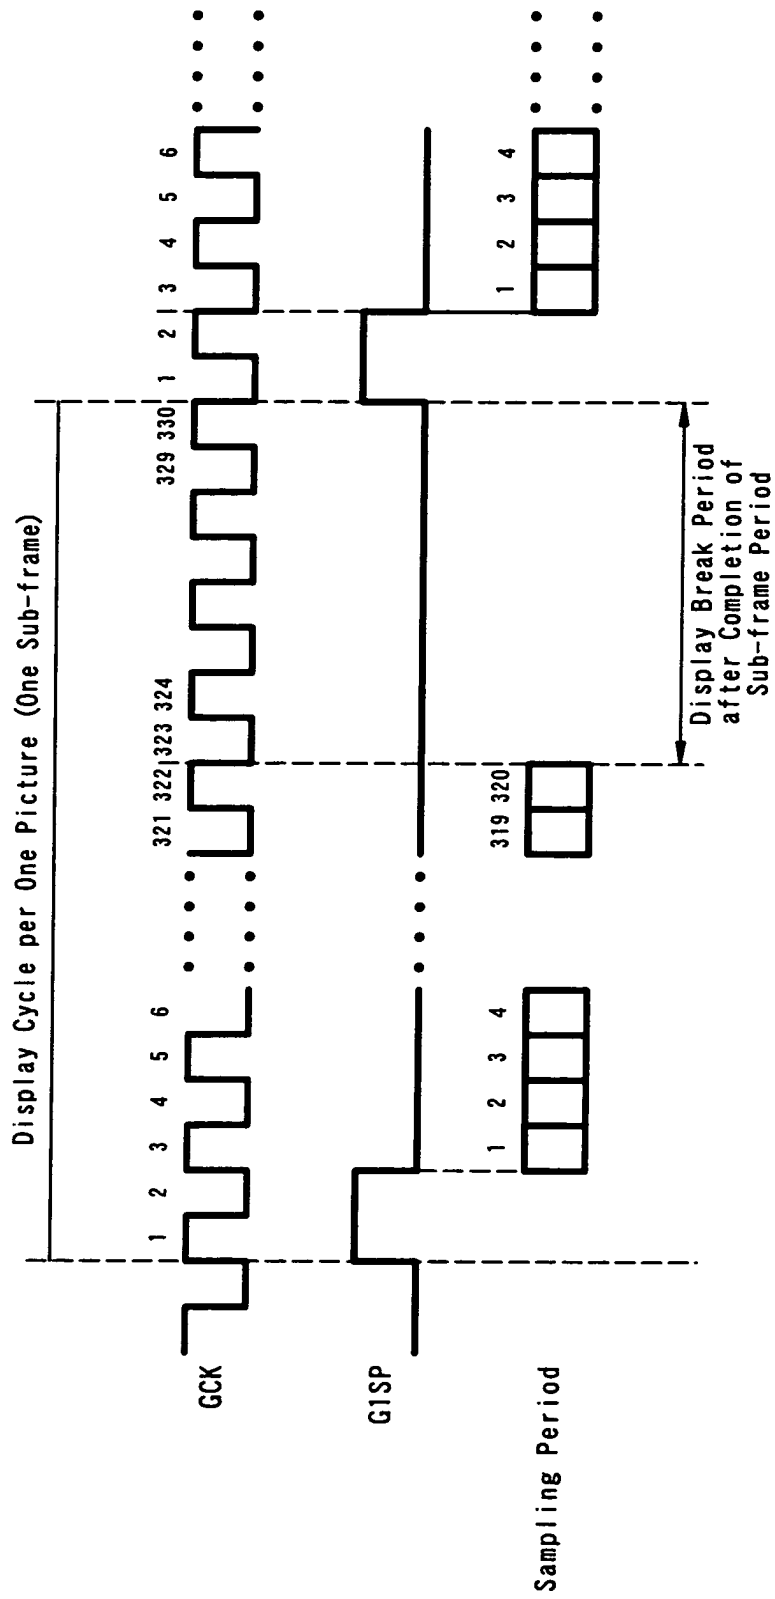 Display Cycle per One Picture (One Sub-frame)
GCK
1 2 3 4 5 6
321 322 323 324
329 330 1 2 3 4 5 6
G1SP
Sampling Period
1 2 3 4
319 320
1 2 3 4
Display Break Period
after Completion of
Sub-frame Period